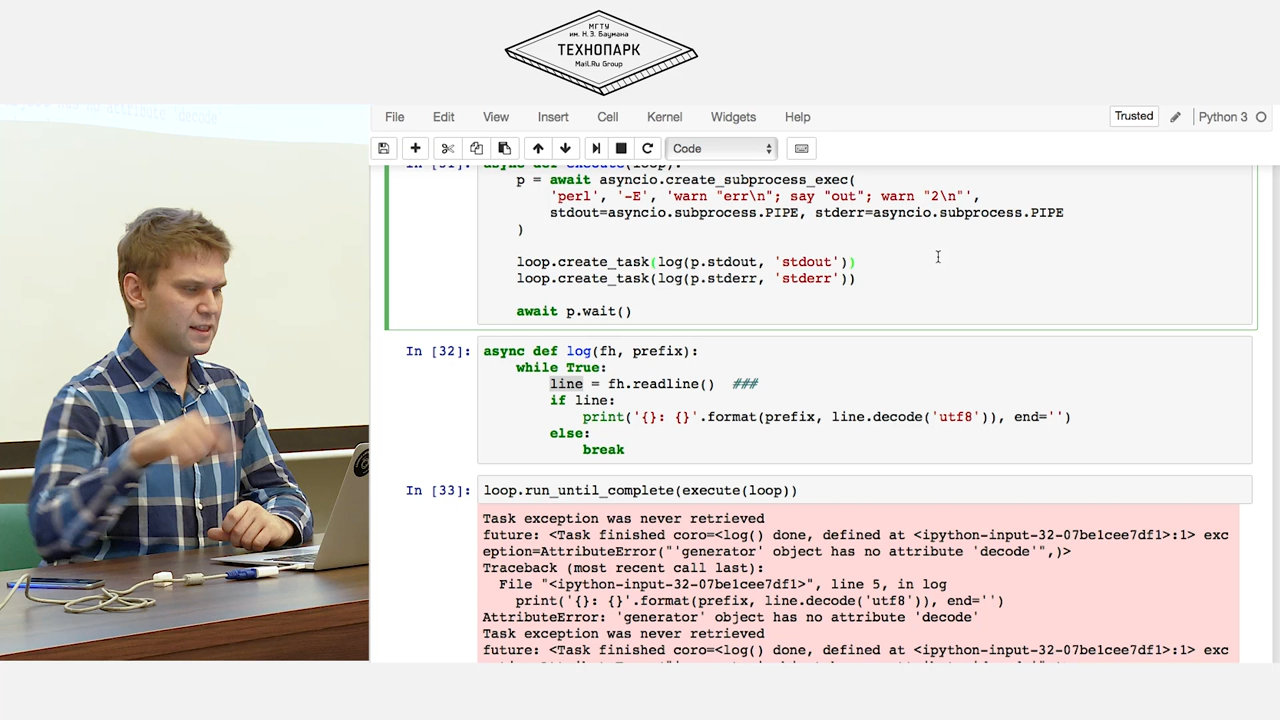 МГТУ
им. Н.Э. Баумана
ТЕХНОПАРК
Mail.Ru Group
attribute 'decode'
File Edit View Insert Cell Kernel Widgets Help Trusted Python 3
Code
In [31]: async def execute(loop):
p = await asyncio.create_subprocess_exec(
'perl', '-E', 'warn "err\n"; say "out"; warn "2\n"',
stdout=asyncio.subprocess.PIPE, stderr=asyncio.subprocess.PIPE
)
loop.create_task(log(p.stdout, 'stdout'))
loop.create_task(log(p.stderr, 'stderr'))
await p.wait()
In [32]: async def log(fh, prefix):
while True:
line = fh.readline() ###
if line:
print('{}: {}'.format(prefix, line.decode('utf8')), end='')
else:
break
In [33]: loop.run_until_complete(execute(loop))
Task exception was never retrieved
future: <Task finished coro=<log() done, defined at <ipython-input-32-07be1cee7df1>:1> exc
eption=AttributeError("'generator' object has no attribute 'decode'",)>
Traceback (most recent call last):
File "<ipython-input-32-07be1cee7df1>", line 5, in log
print('{}: {}'.format(prefix, line.decode('utf8')), end='')
AttributeError: 'generator' object has no attribute 'decode'
Task exception was never retrieved
future: <Task finished coro=<log() done, defined at <ipython-input-32-07be1cee7df1>:1> exc